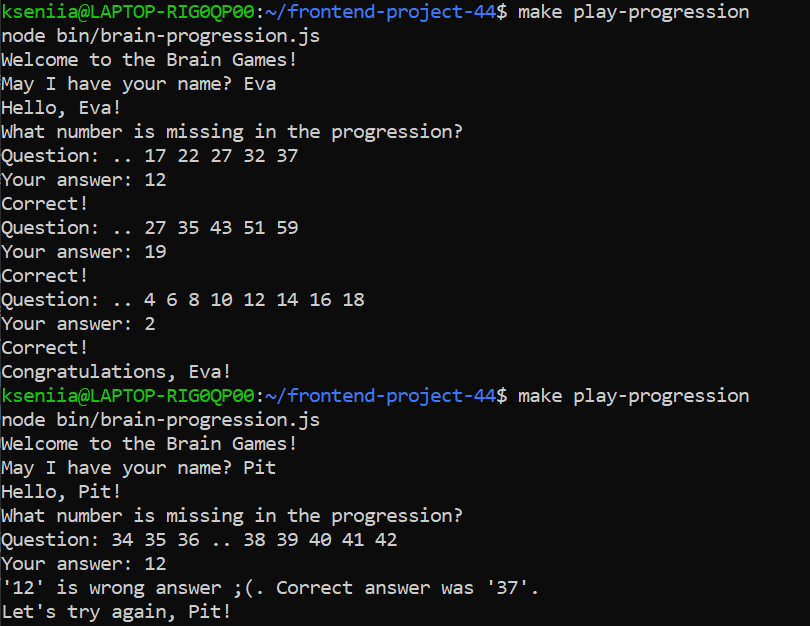 kseniia@LAPTOP-RIG0QP00:~/frontend-project-44$ make play-progression
node bin/brain-progression.js
Welcome to the Brain Games!
May I have your name? Eva
Hello, Eva!
What number is missing in the progression?
Question: .. 17 22 27 32 37
Your answer: 12
Correct!
Question: .. 27 35 43 51 59
Your answer: 19
Correct!
Question: .. 4 6 8 10 12 14 16 18
Your answer: 2
Correct!
Congratulations, Eva!
kseniia@LAPTOP-RIG0QP00:~/frontend-project-44$ make play-progression
node bin/brain-progression.js
Welcome to the Brain Games!
May I have your name? Pit
Hello, Pit!
What number is missing in the progression?
Question: 34 35 36 .. 38 39 40 41 42
Your answer: 12
'12' is wrong answer ;(. Correct answer was '37'.
Let's try again, Pit!